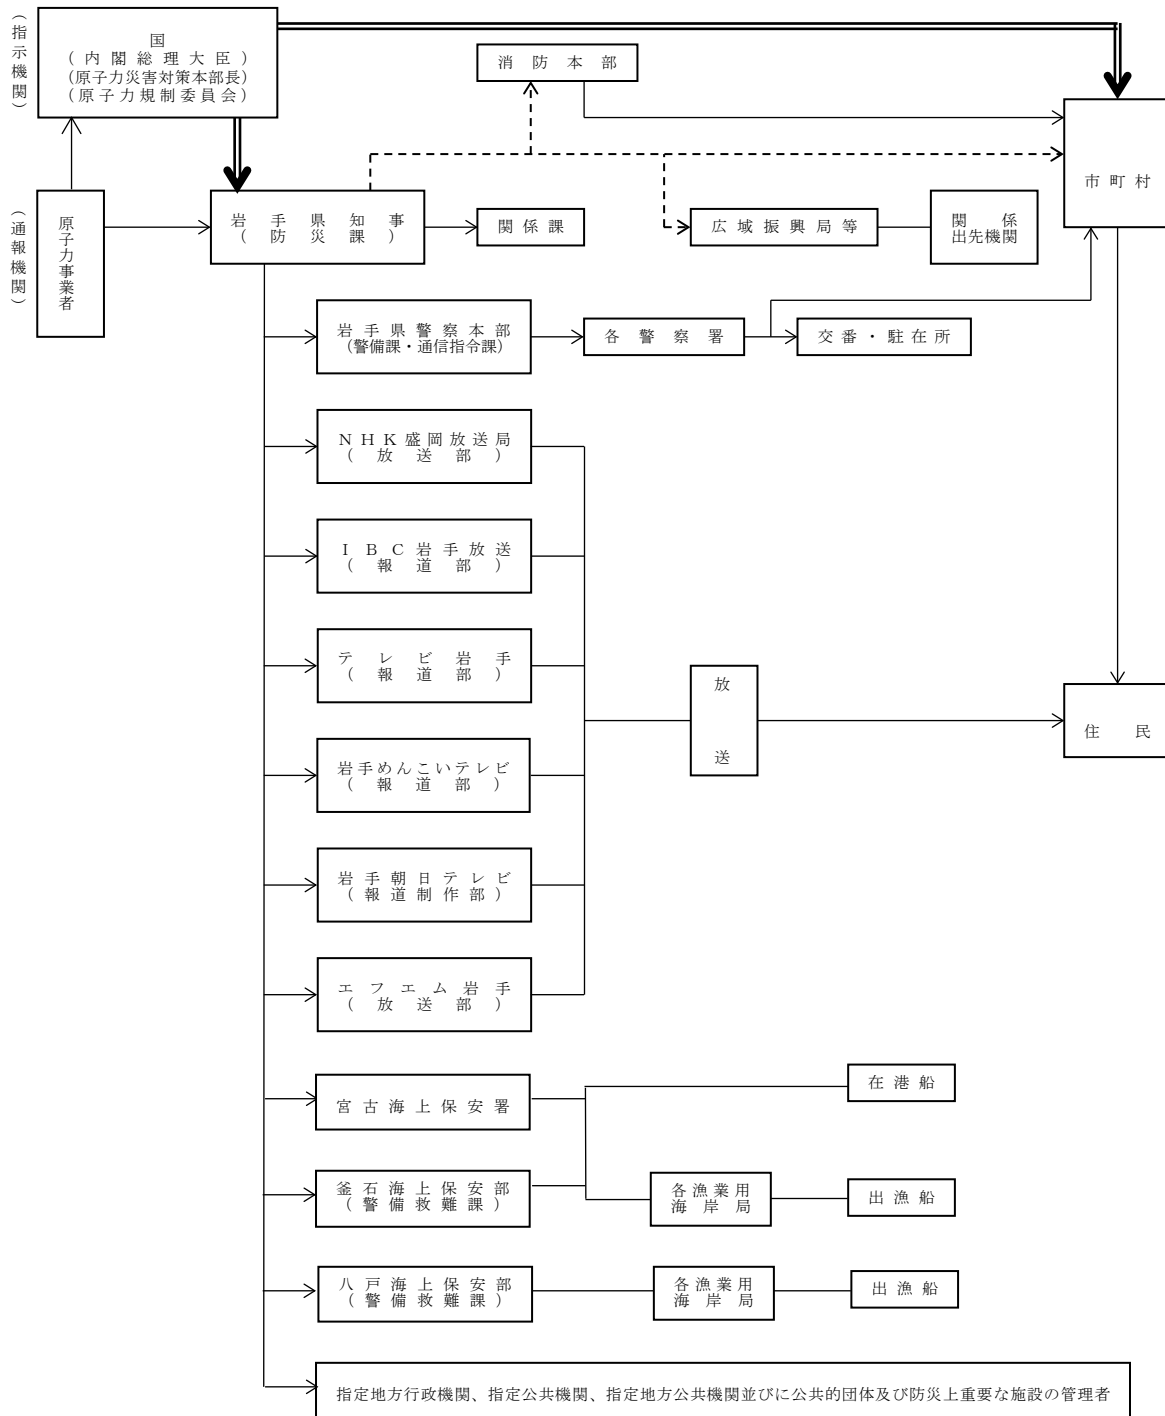 （指示機関）
国
（内閣総理大臣）
（原子力災害対策本部長）
（原子力規制委員会）
消防本部
市町村
（通報機関）
原子力事業者
岩手県知事
（防災課）
関係課
広域振興局等
関係
出先機関
岩手県警察本部
（警備課・通信指令課）
各警察署
交番・駐在所
ＮＨＫ盛岡放送局
（放送部）
ＩＢＣ岩手放送
（報道部）
テレビ岩手
（報道部）
放送
住民
岩手めんこいテレビ
（報道部）
岩手朝日テレビ
（報道制作部）
エフエム岩手
（放送部）
在港船
宮古海上保安署
釜石海上保安部
（警備救難課）
各漁業用
海岸局
出漁船
八戸海上保安部
（警備救難課）
各漁業用
海岸局
出漁船
指定地方行政機関、指定公共機関、指定地方公共機関並びに公共的団体及び防災上重要な施設の管理者